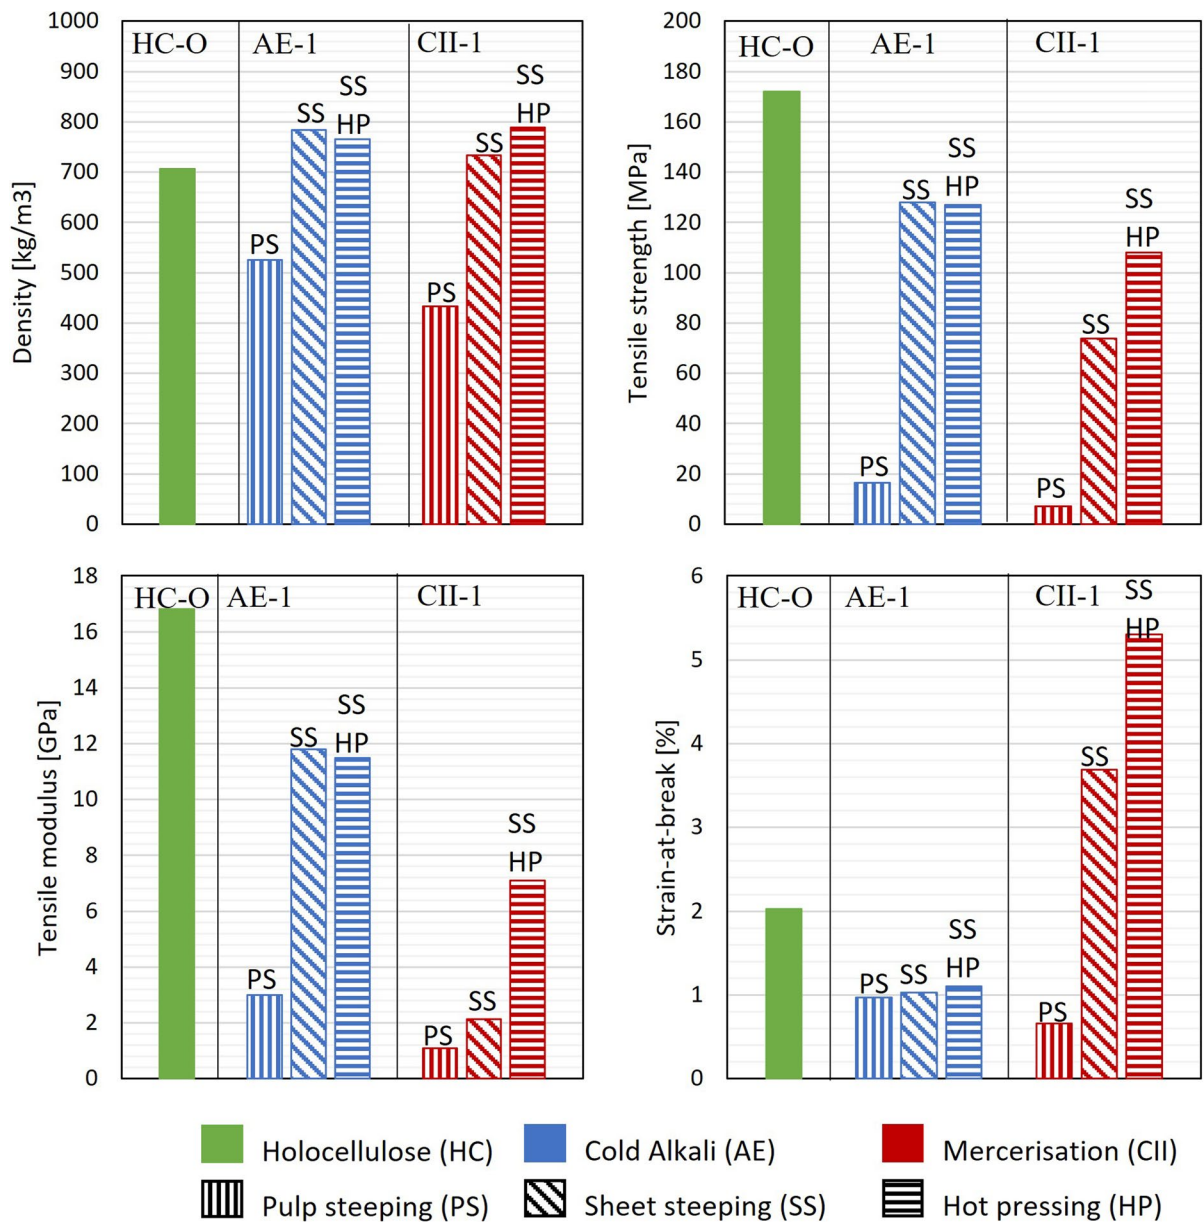 Density [kg/m3]
1000
900
800
700
600
500
400
300
200
100
0
HC-O
AE-1
CII-1
PS
SS
SS
HP
PS
SS
SS
HP
Tensile strength [MPa]
200
180
160
140
120
100
80
60
40
20
0
HC-O
AE-1
CII-1
PS
SS
SS
HP
PS
SS
SS
HP
Tensile modulus [GPa]
18
16
14
12
10
8
6
4
2
0
HC-O
AE-1
CII-1
PS
SS
SS
HP
PS
SS
SS
HP
Strain-at-break [%]
6
5
4
3
2
1
0
HC-O
AE-1
CII-1
PS
SS
SS
HP
PS
SS
SS
HP
Holocellulose (HC)
Cold Alkali (AE)
Mercerisation (CII)
Pulp steeping (PS)
Sheet steeping (SS)
Hot pressing (HP)